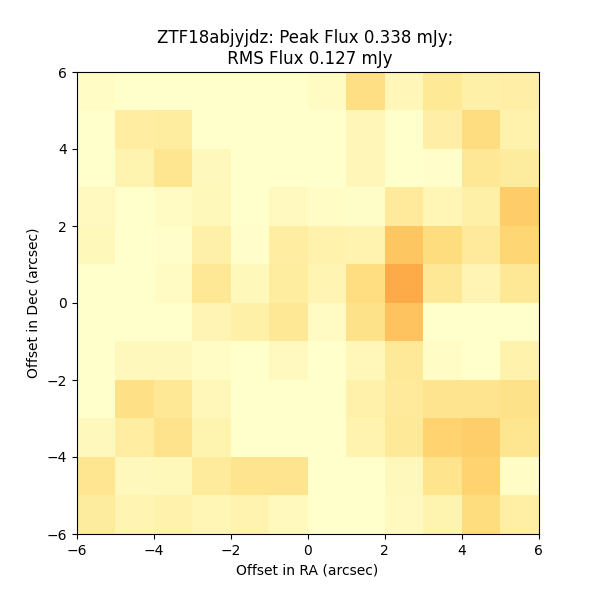 ZTF18abjyjdz: Peak Flux 0.338 mJy;
RMS Flux 0.127 mJy
6
4
2
0
−2
−4
−6
Offset in Dec (arcsec)
−6 −4 −2 0 2 4 6
Offset in RA (arcsec)